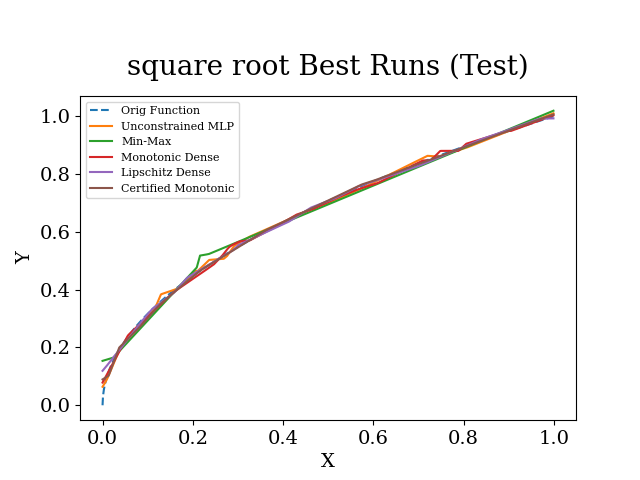 square root Best Runs (Test)
Orig Function
Unconstrained MLP
Min-Max
Monotonic Dense
Lipschitz Dense
Certified Monotonic
1.0
0.8
0.6
0.4
0.2
0.0
Y
0.0 0.2 0.4 0.6 0.8 1.0
X